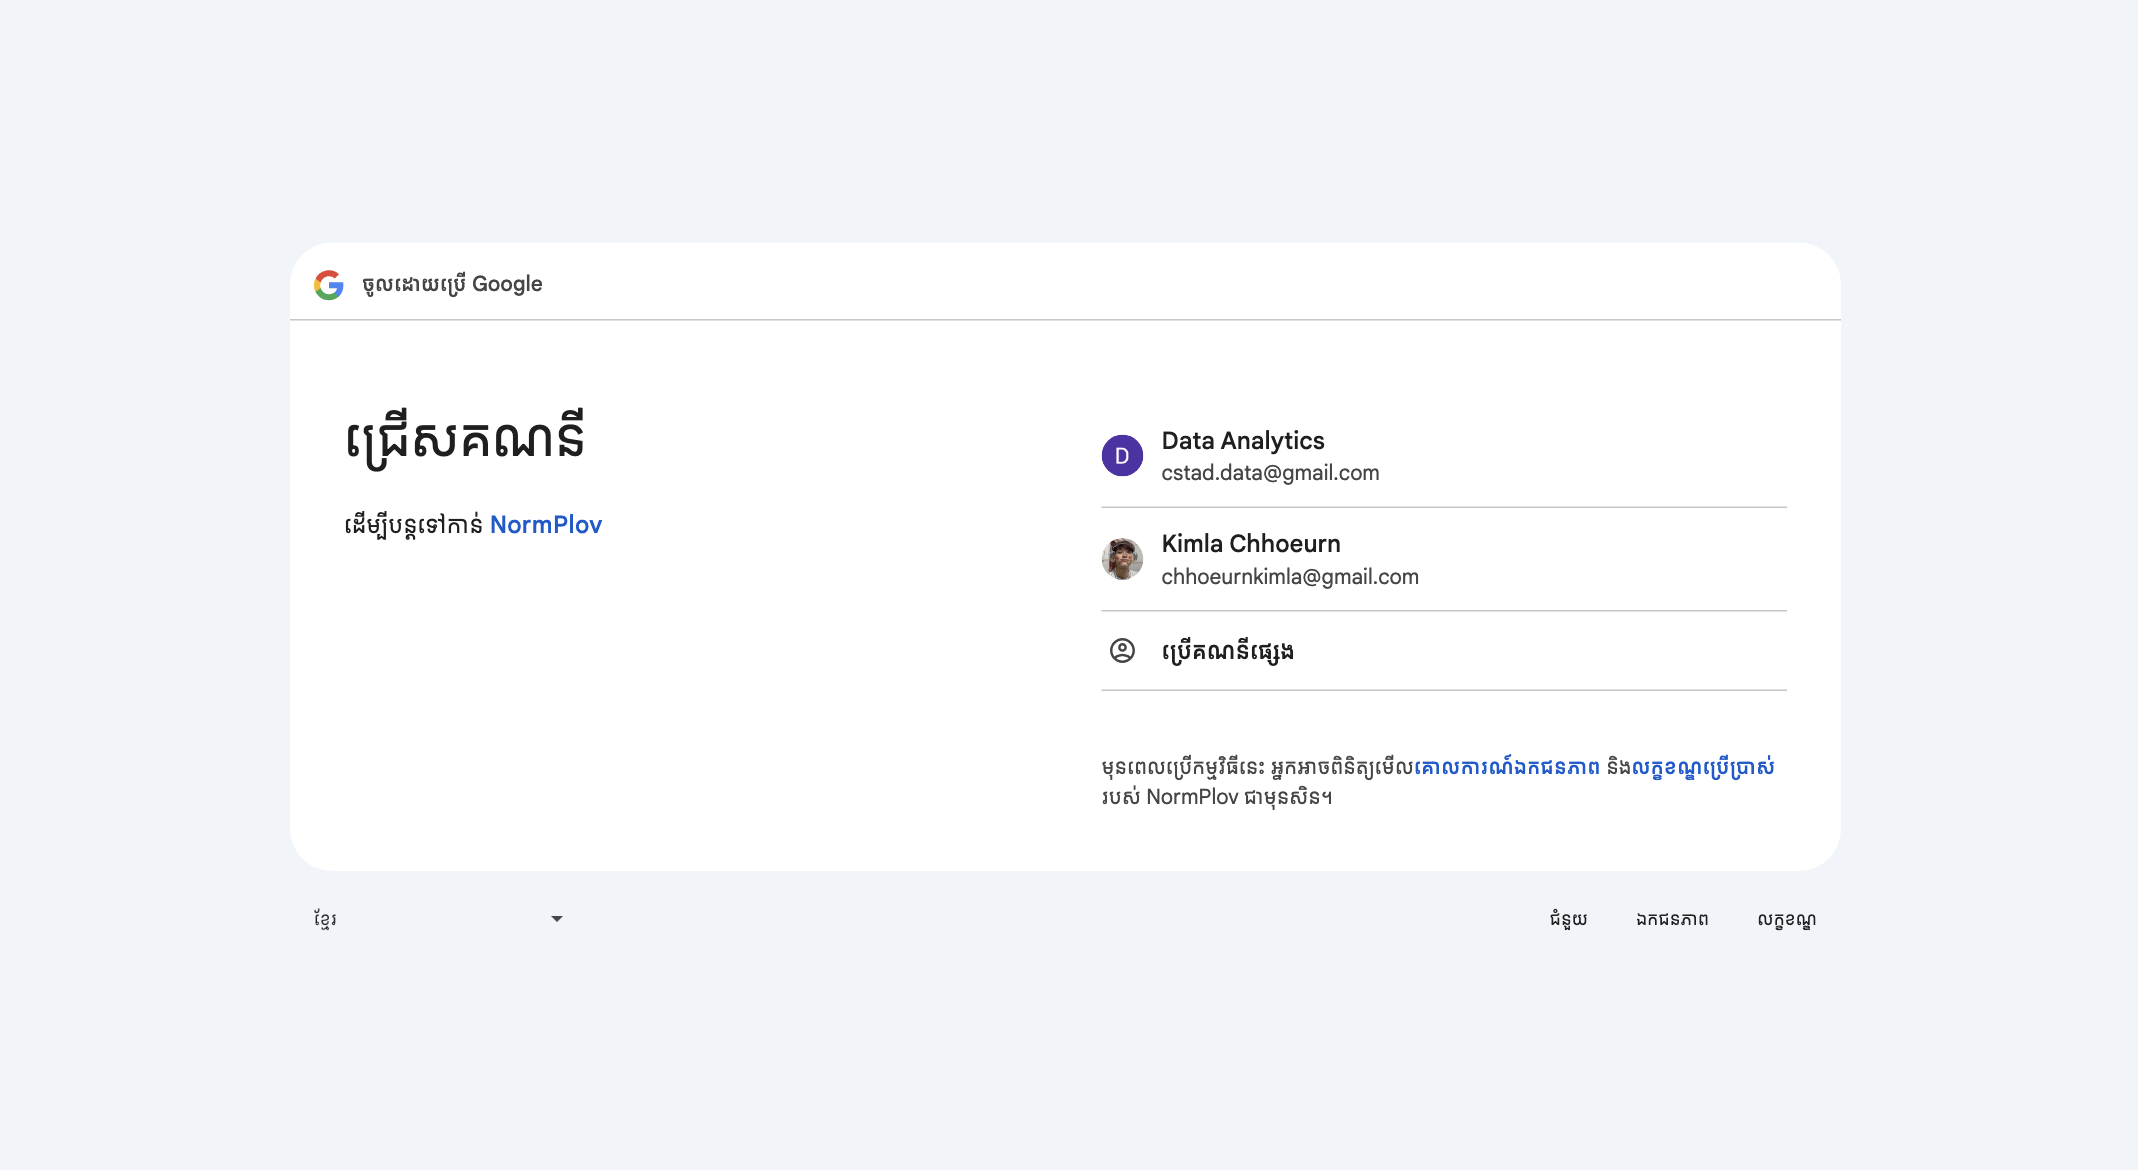 ចូលដោយប្រើ Google
ជ្រើសគណនី
ដើម្បីបន្តទៅកាន់ NormPlov
D
Data Analytics
cstad.data@gmail.com
Kimla Chhoeurn
chhoeurnkimla@gmail.com
ប្រើគណនីផ្សេង
មុនពេលប្រើកម្មវិធីនេះ អ្នកអាចពិនិត្យមើលគោលការណ៍ឯកជនភាព និងលក្ខខណ្ឌប្រើប្រាស់
របស់ NormPlov ជាមុនសិន។
ខ្មែរ
ជំនួយ
ឯកជនភាព
លក្ខខណ្ឌ